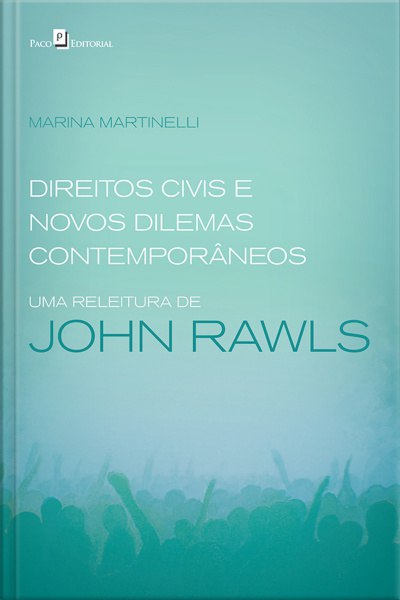 PACO EDITORIAL
MARINA MARTINELLI
DIREITOS CIVIS E
NOVOS DILEMAS
CONTEMPORÂNEOS
UMA RELEITURA DE
JOHN RAWLS